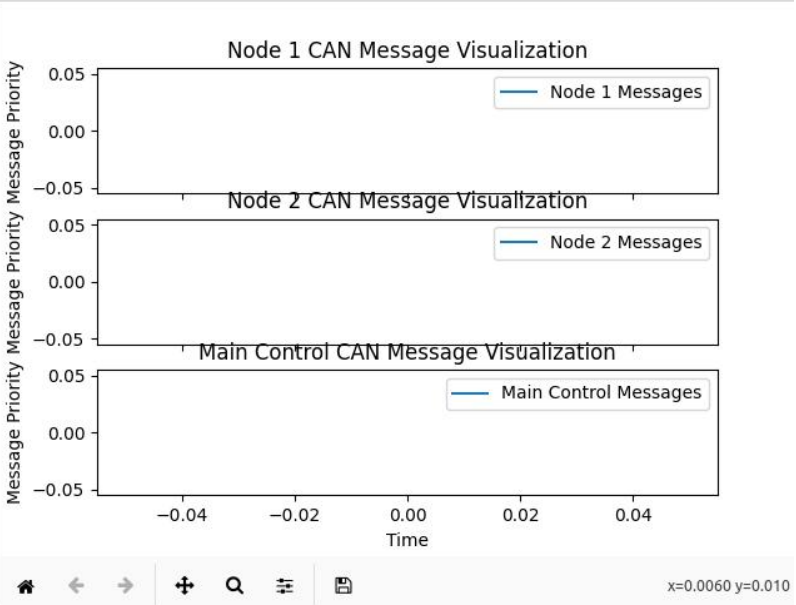 Node 1 CAN Message Visualization
Message Priority
0.05
0.00
−0.05
Node 1 Messages
Node 2 CAN Message Visualization
Message Priority
0.05
0.00
−0.05
Node 2 Messages
Main Control CAN Message Visualization
Message Priority
0.05
0.00
−0.05
Main Control Messages
−0.04 −0.02 0.00 0.02 0.04
Time
x=0.0060 y=0.010